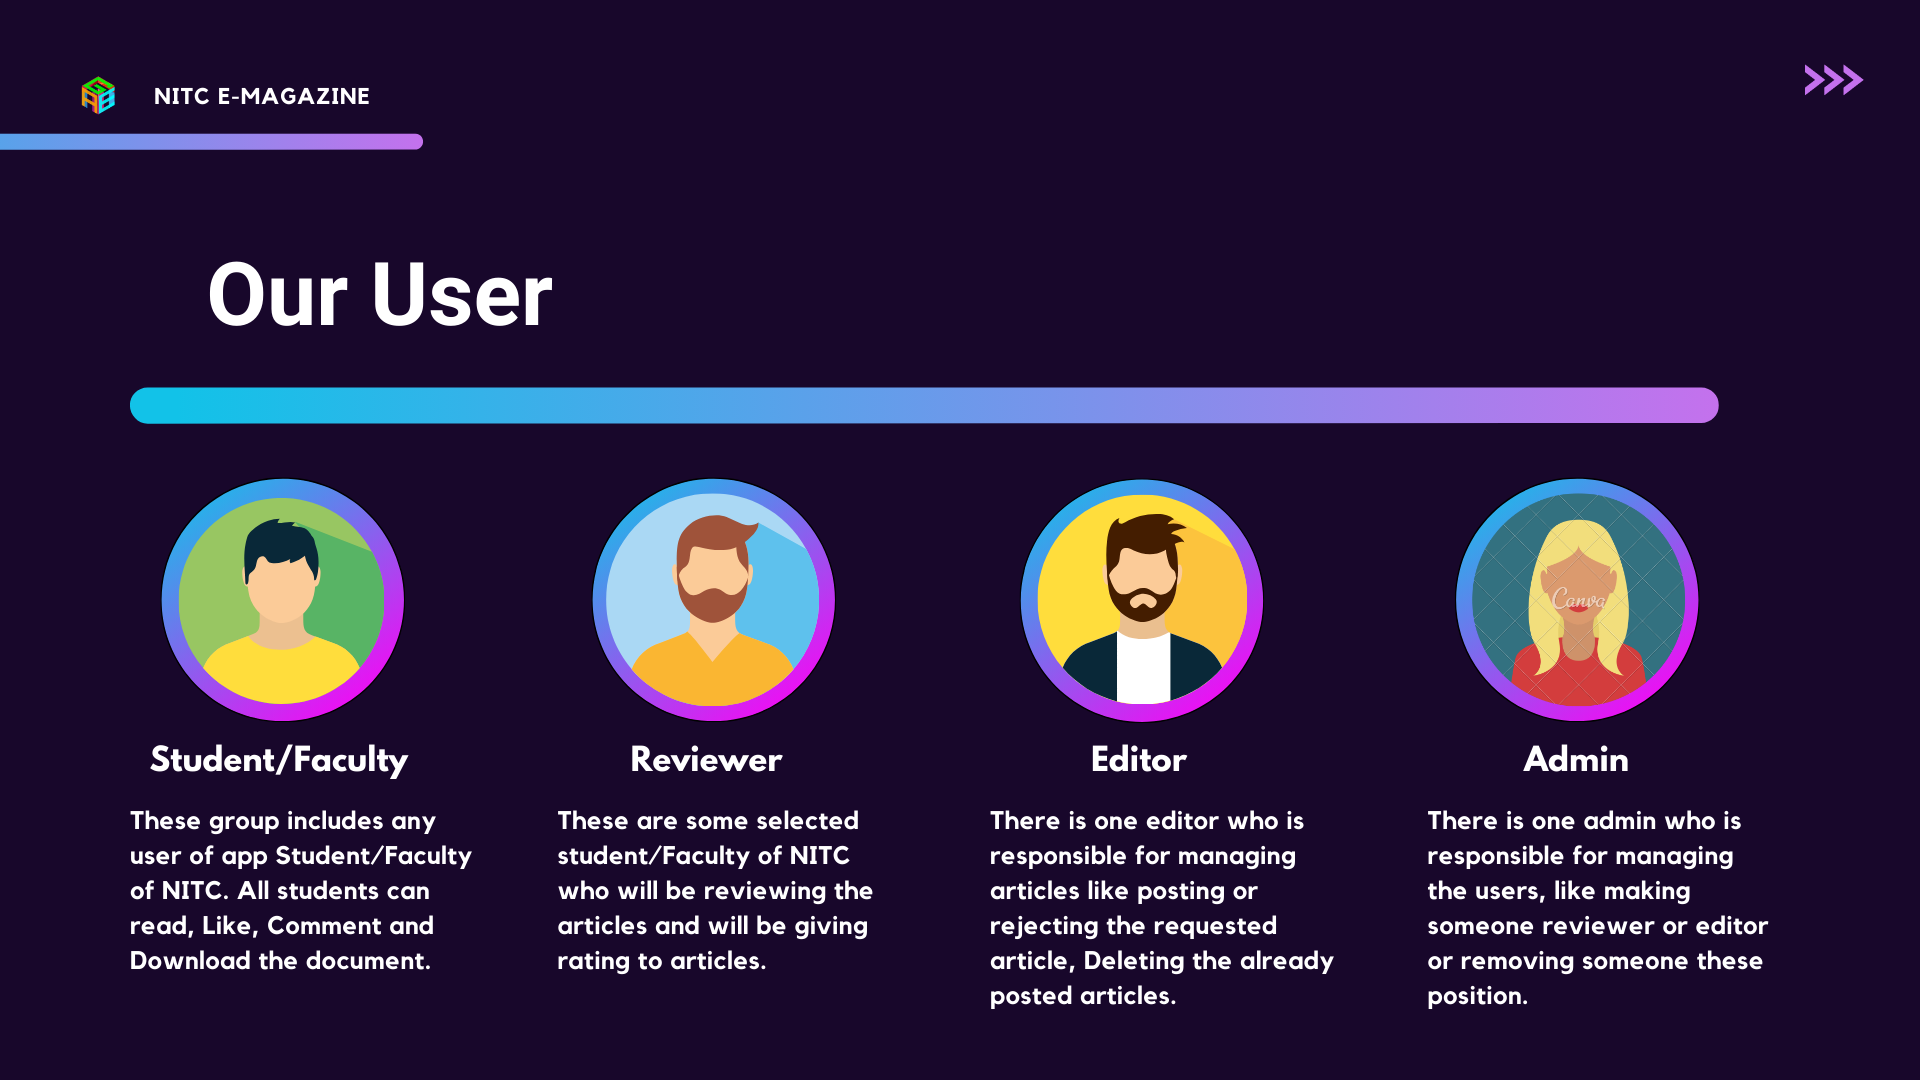 NITC E-MAGAZINE
Our User
Student/Faculty
These group includes any
user of app Student/Faculty
of NITC. All students can
read, Like, Comment and
Download the document.
Reviewer
These are some selected
student/Faculty of NITC
who will be reviewing the
articles and will be giving
rating to articles.
Editor
There is one editor who is
responsible for managing
articles like posting or
rejecting the requested
article, Deleting the already
posted articles.
Canva
Admin
There is one admin who is
responsible for managing
the users, like making
someone reviewer or editor
or removing someone these
position.